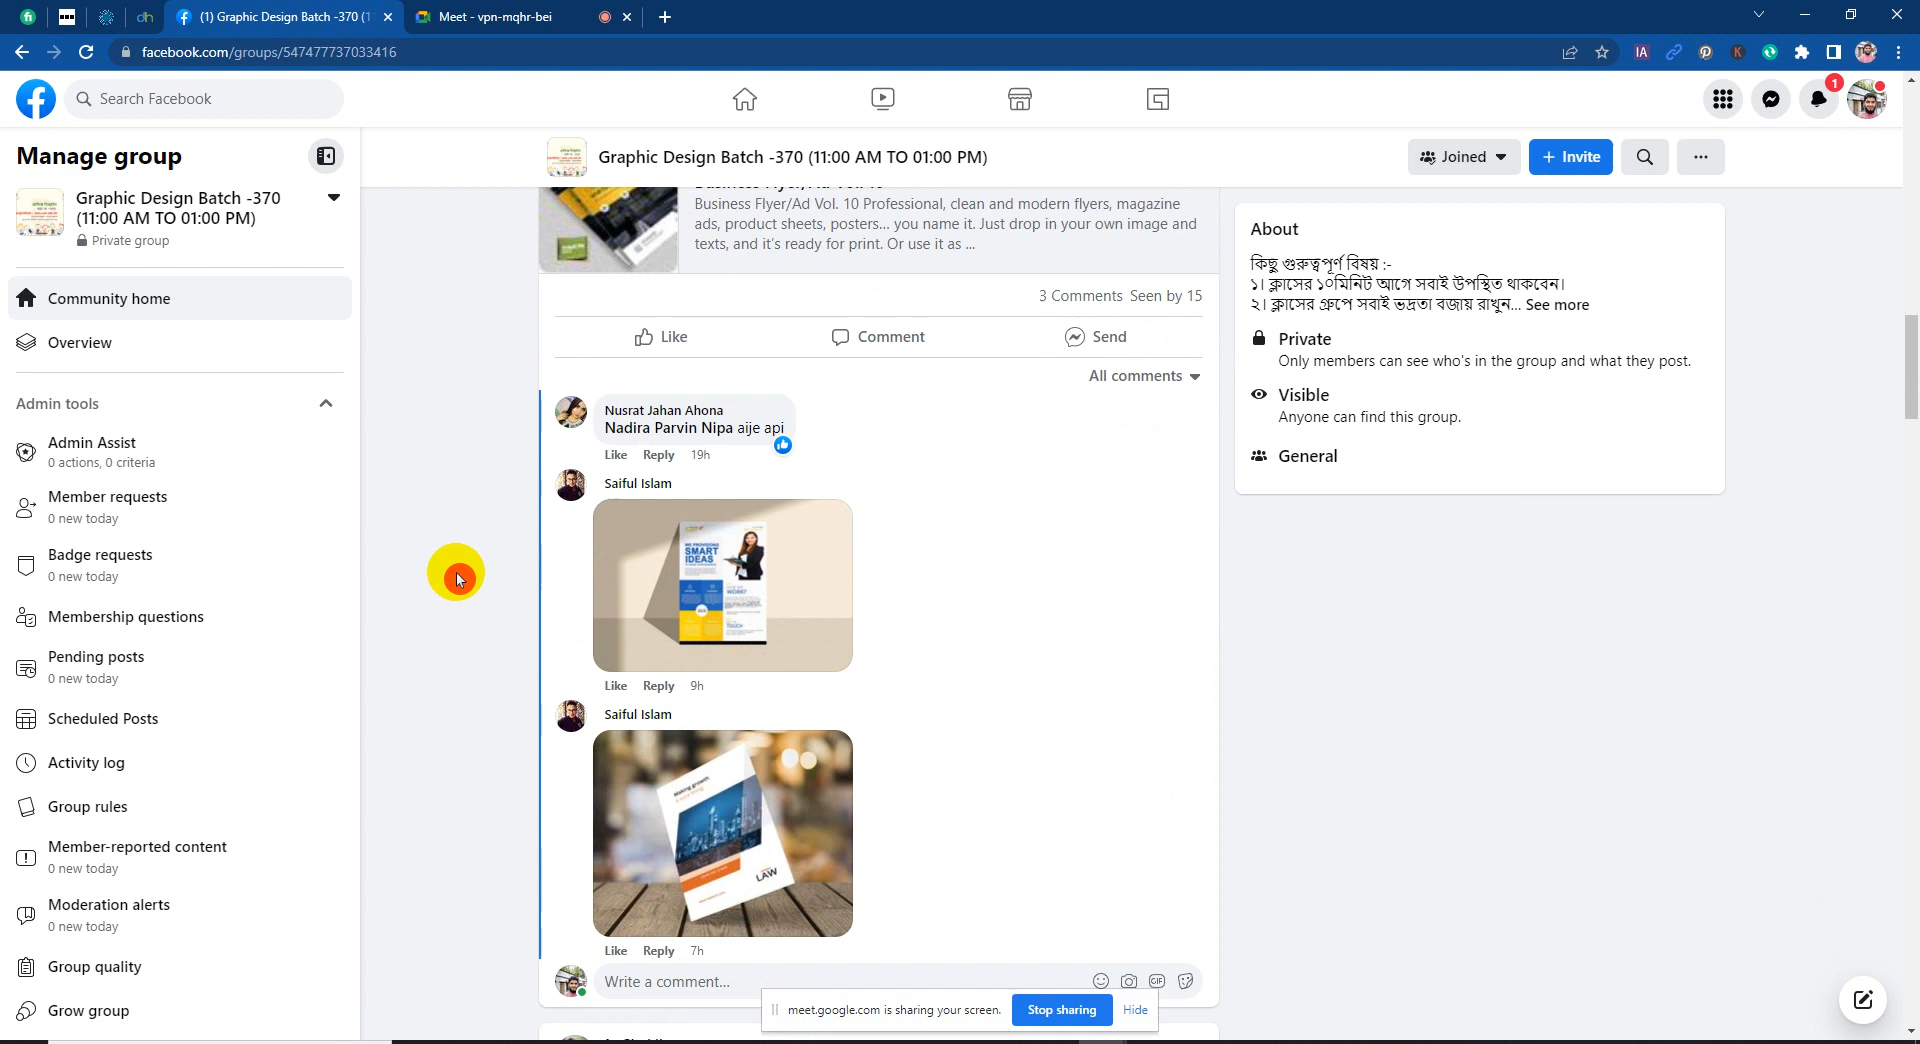 (1) Graphic Design Batch -370 (1
Meet - vpn-mqhr-bei
facebook.com/groups/547477737033416
Search Facebook
1
Manage group
Graphic Design Batch -370
(11:00 AM TO 01:00 PM)
Private group
Community home
Overview
Admin tools
Admin Assist
0 actions, 0 criteria
Member requests
0 new today
Badge requests
0 new today
Membership questions
Pending posts
0 new today
Scheduled Posts
Activity log
Group rules
Member-reported content
0 new today
Moderation alerts
0 new today
Group quality
Grow group
Graphic Design Batch -370 (11:00 AM TO 01:00 PM)
Joined
+ Invite
Business Flyer/Ad Vol. 10 Professional, clean and modern flyers, magazine
ads, product sheets, posters... you name it. Just drop in your own image and
texts, and it's ready for print. Or use it as ...
3 Comments Seen by 15
Like
Comment
Send
All comments
Nusrat Jahan Ahona
Nadira Parvin Nipa aije api
Like Reply 19h
Saiful Islam
SMART
IDEAS
WORK?
Like Reply 9h
Saiful Islam
Making growth
LAW
Like Reply 7h
Write a comment...
GIF
meet.google.com is sharing your screen.
Stop sharing
Hide
About
কিছু গুরুত্বপূর্ণ বিষয় :-
১। ক্লাসের ১০মিনিট আগে সবাই উপস্থিত থাকবেন।
২। ক্লাসের গ্রুপে সবাই ভদ্রতা বজায় রাখুন... See more
Private
Only members can see who's in the group and what they post.
Visible
Anyone can find this group.
General